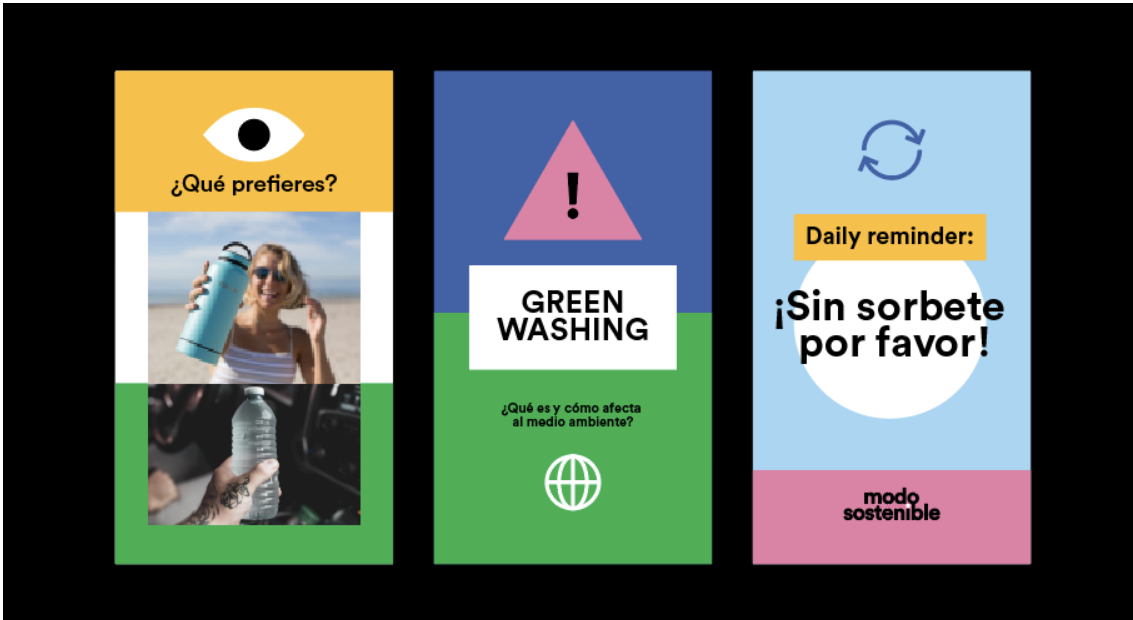 ¿Qué prefieres?
GREEN
WASHING
¿Qué es y cómo afecta
al medio ambiente?
Daily reminder:
¡Sin sorbete
por favor!
modo
sostenible